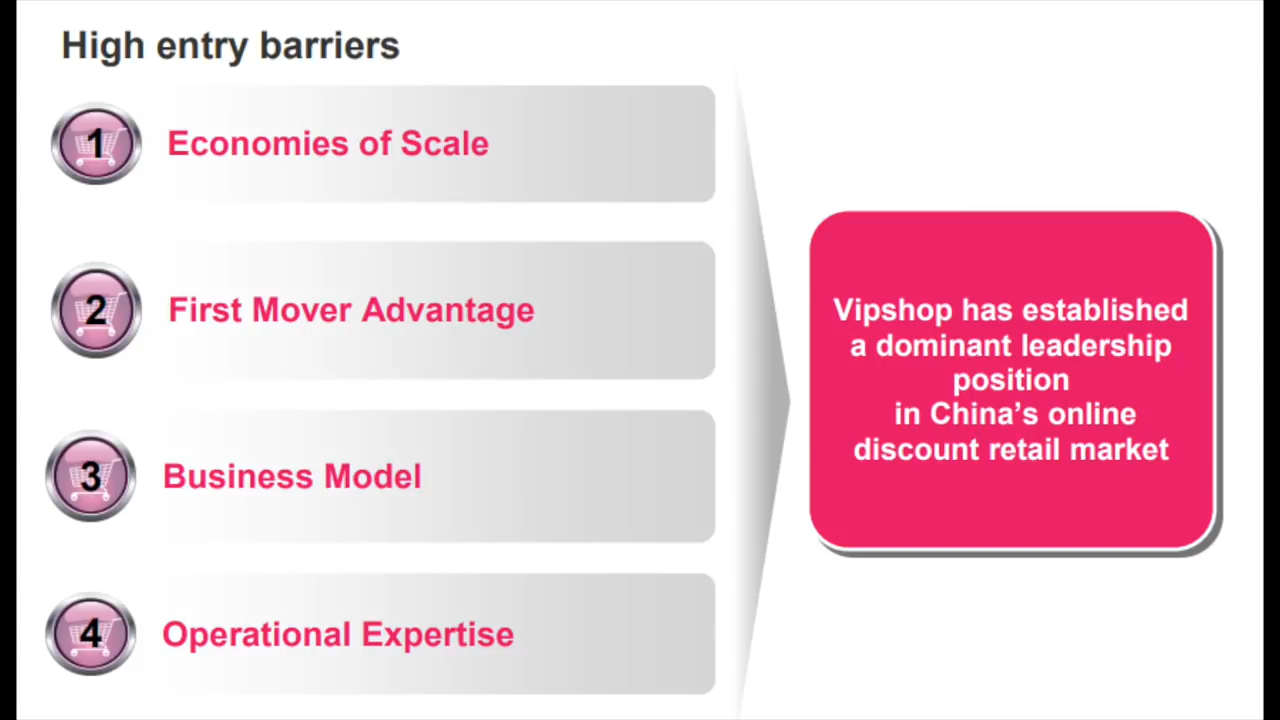 High entry barriers
1
Economies of Scale
2
First Mover Advantage
3
Business Model
4
Operational Expertise
Vipshop has established
a dominant leadership
position
in China’s online
discount retail market